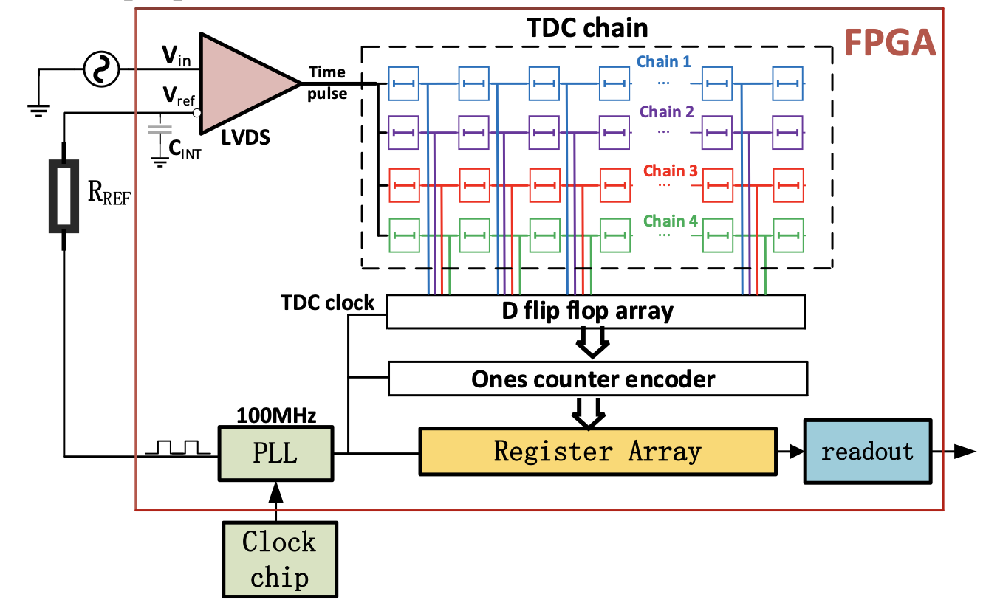 TDC chain
FPGA
Vin
Time
pulse
Chain 1
...
Vref
LVDS
Chain 2
...
CINT
Chain 3
...
RREF
Chain 4
...
TDC clock
D flip flop array
Ones counter encoder
100MHz
PLL
Register Array
readout
Clock
chip